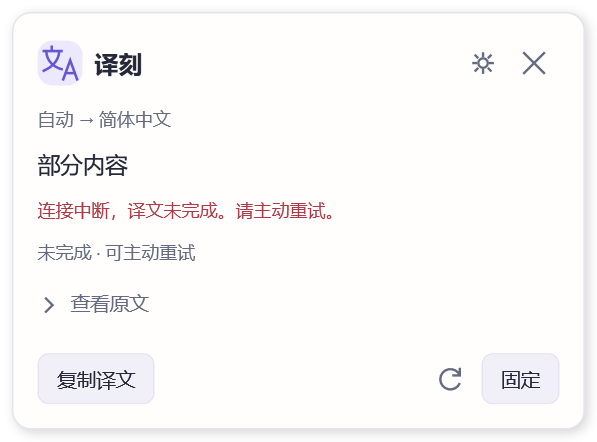 文A 译刻
自动 → 简体中文
部分内容
连接中断，译文未完成。请主动重试。
未完成 · 可主动重试
查看原文
复制译文 固定